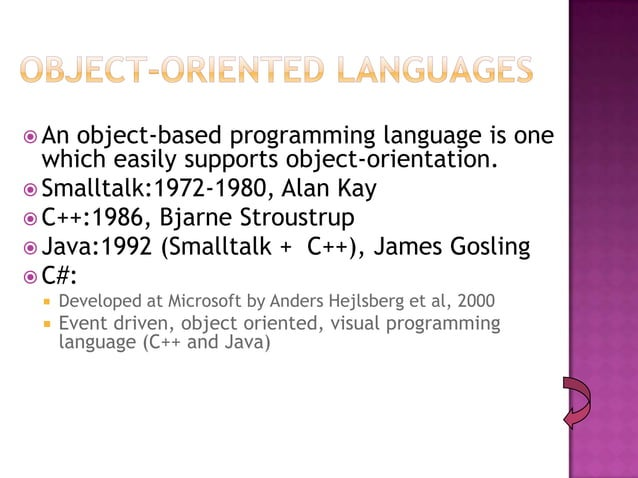 OBJECT-ORIENTED LANGUAGES
An object-based programming language is one
which easily supports object-orientation.
Smalltalk:1972-1980, Alan Kay
C++:1986, Bjarne Stroustrup
Java:1992 (Smalltalk + C++), James Gosling
C#:
Developed at Microsoft by Anders Hejlsberg et al, 2000
Event driven, object oriented, visual programming
language (C++ and Java)